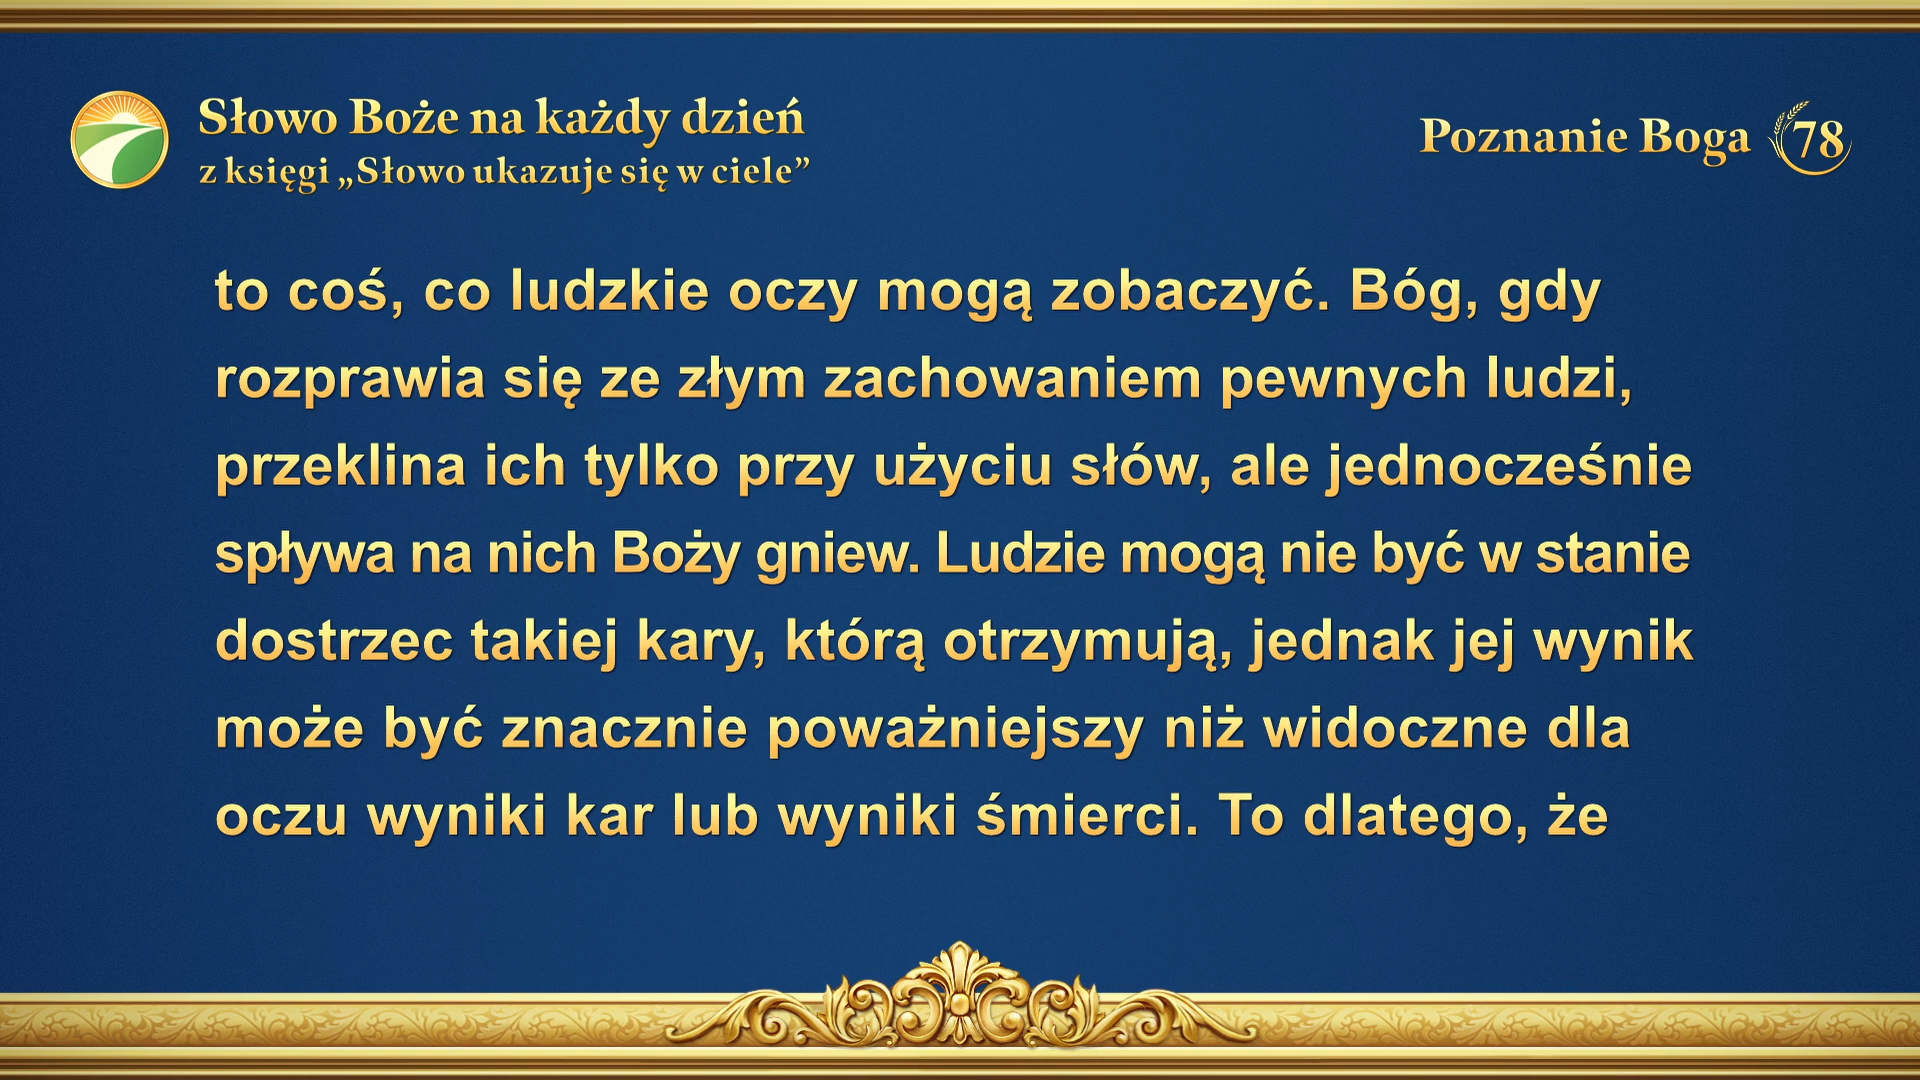 Słowo Boże na każdy dzień
z księgi „Słowo ukazuje się w ciele”
Poznanie Boga 78
to coś, co ludzkie oczy mogą zobaczyć. Bóg, gdy
rozprawia się ze złym zachowaniem pewnych ludzi,
przeklina ich tylko przy użyciu słów, ale jednocześnie
spływa na nich Boży gniew. Ludzie mogą nie być w stanie
dostrzec takiej kary, którą otrzymują, jednak jej wynik
może być znacznie poważniejszy niż widoczne dla
oczu wyniki kar lub wyniki śmierci. To dlatego, że